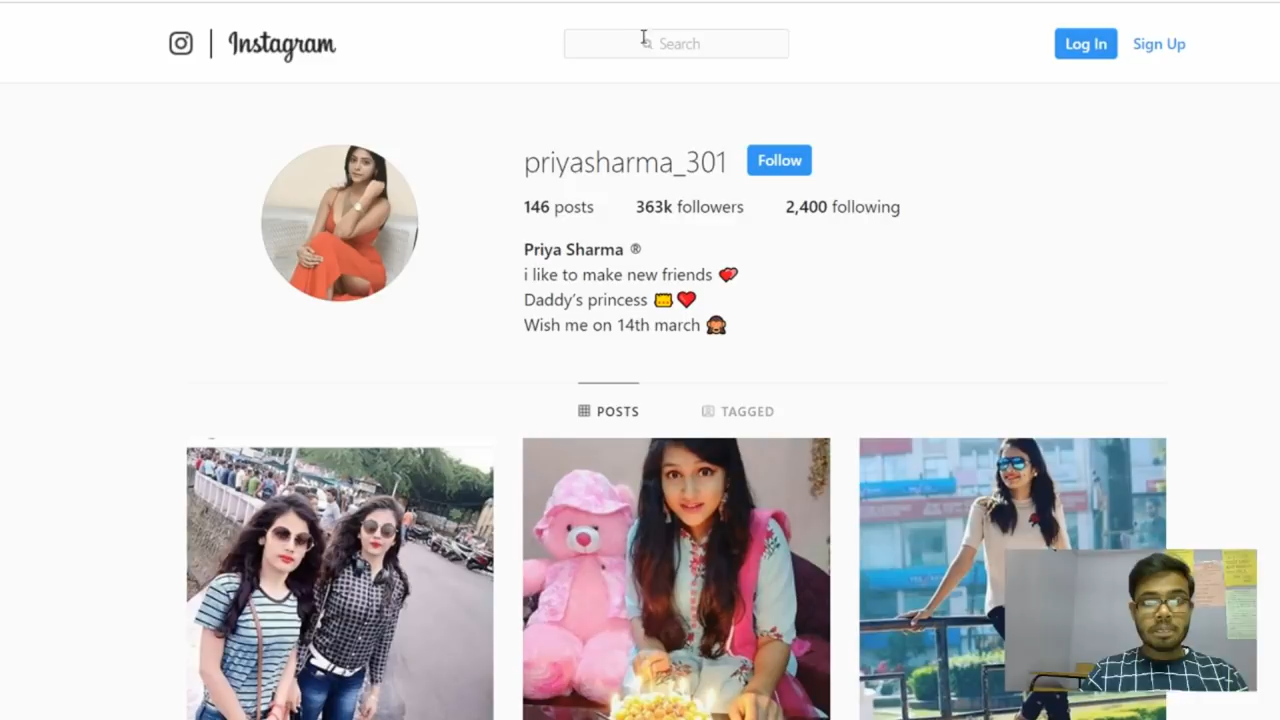 Instagram
Search
Log In
Sign Up
priyasharma_301
Follow
146 posts
363k followers
2,400 following
Priya Sharma ®
i like to make new friends 💕
Daddy's princess 👑❤️
Wish me on 14th march 🙈
POSTS
TAGGED